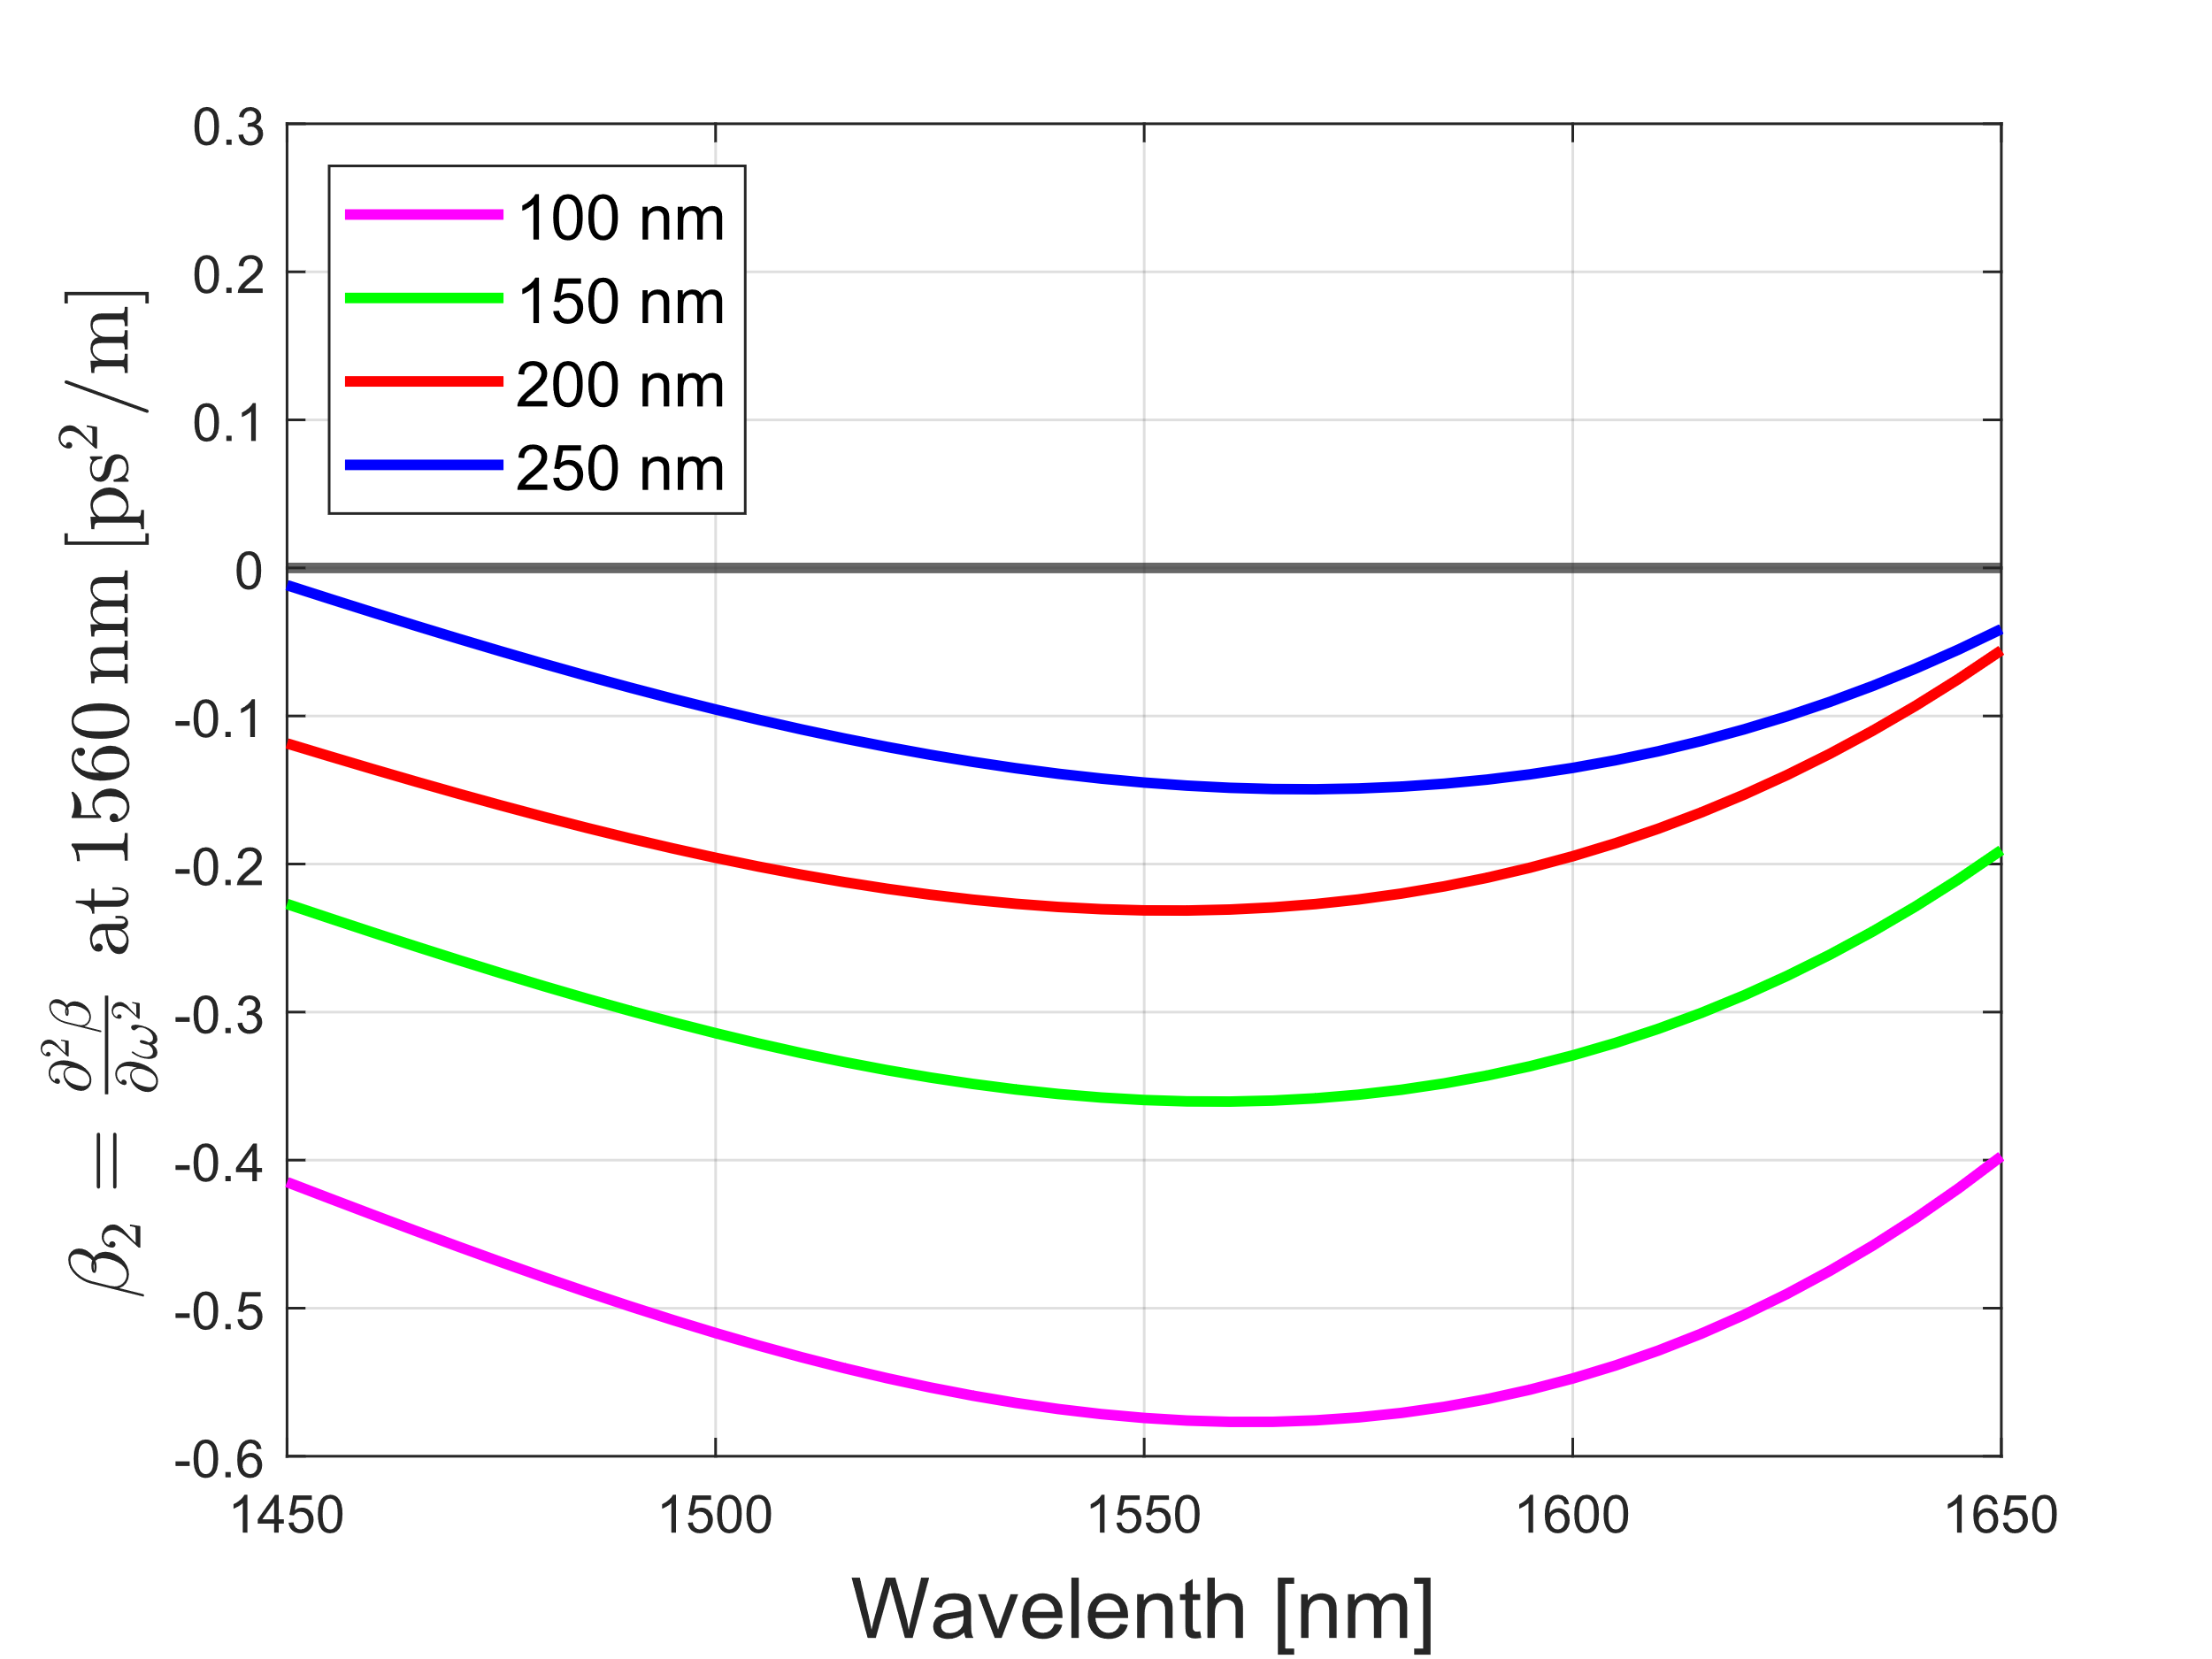 0.3
0.2
0.1
0
-0.1
-0.2
-0.3
-0.4
-0.5
-0.6
β₂ = ∂²β/∂ω² at 1560 nm [ps²/m]
100 nm
150 nm
200 nm
250 nm
1450 1500 1550 1600 1650
Wavelenth [nm]